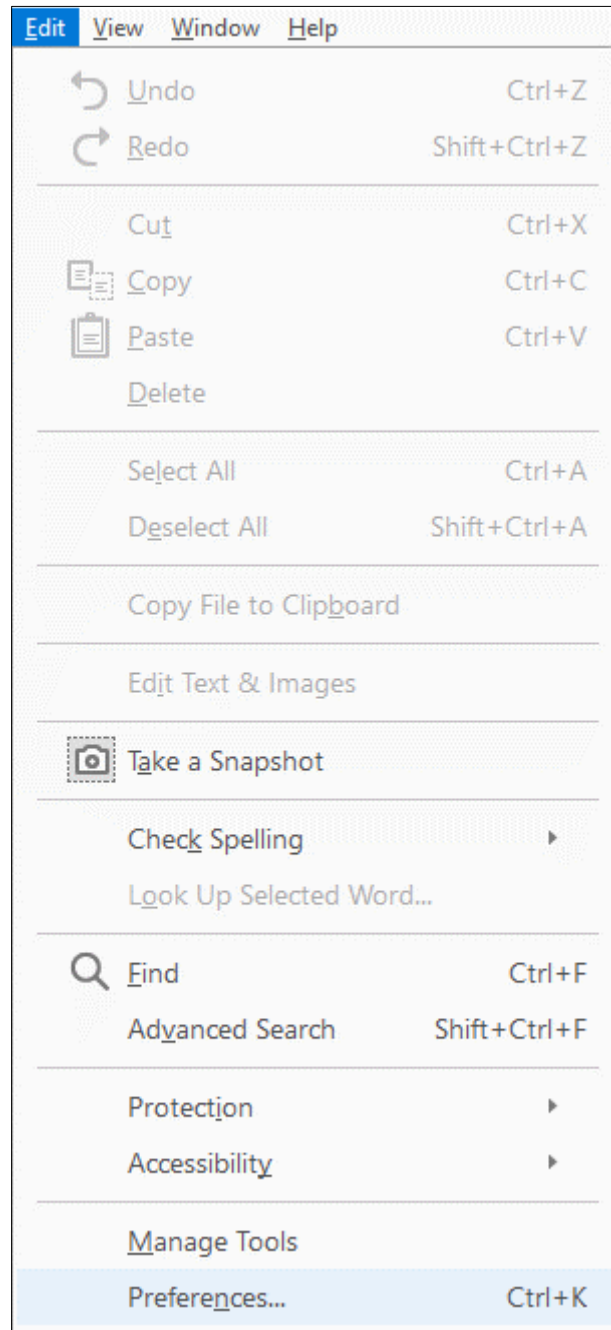 Edit View Window Help
Undo Ctrl+Z
Redo Shift+Ctrl+Z
Cut Ctrl+X
Copy Ctrl+C
Paste Ctrl+V
Delete
Select All Ctrl+A
Deselect All Shift+Ctrl+A
Copy File to Clipboard
Edit Text & Images
Take a Snapshot
Check Spelling
Look Up Selected Word...
Find Ctrl+F
Advanced Search Shift+Ctrl+F
Protection
Accessibility
Manage Tools
Preferences... Ctrl+K